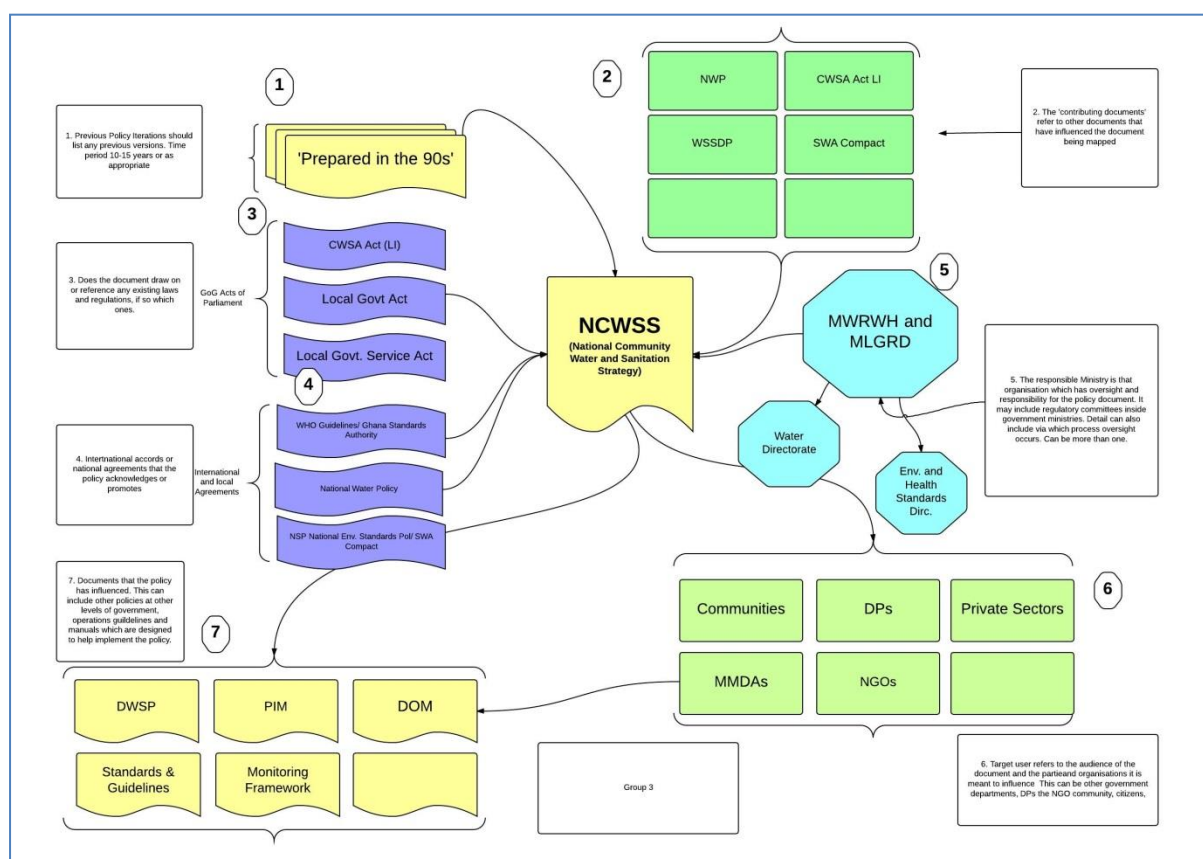 1
1. Previous Policy Iterations should
list any previous versions. Time
period 10-15 years or as
appropriate
'Prepared in the 90s'
2
NWP
CWSA Act LI
WSSDP
SWA Compact
2. The 'contributing documents'
refer to other documents that
have influenced the document
being mapped
3
3. Does the document draw on
or reference any existing laws
and regulations, if so which
ones.
GoG Acts of
Parliament
CWSA Act (LI)
Local Govt Act
Local Govt. Service Act
NCWSS
(National Community
Water and Sanitation
Strategy)
5
MWRWH and
MLGRD
Water
Directorate
Env. and
Health
Standards
Dirc.
5. The responsible Ministry is that
organisation which has oversight and
responsibility for the policy document. It
may include regulatory committees inside
government ministries. Detail can also
include via which process oversight
occurs. Can be more than one.
4
4. Intertnational accords or
national agreements that the
policy acknowledges or
promotes
International
and local
Agreements
WHO Guidelines/ Ghana Standards
Authority
National Water Policy
NSP National Env. Standards Pol/ SWA
Compact
7. Documents that the policy
has influenced. This can
include other policies at other
levels of government,
operations guildelines and
manuals which are designed
to help implement the policy.
7
DWSP
PIM
DOM
Standards &
Guidelines
Monitoring
Framework
6
Communities
DPs
Private Sectors
MMDAs
NGOs
Group 3
6. Target user refers to the audience of the
document and the partieand organisations it is
meant to influence This can be other government
departments, DPs the NGO community, citizens,